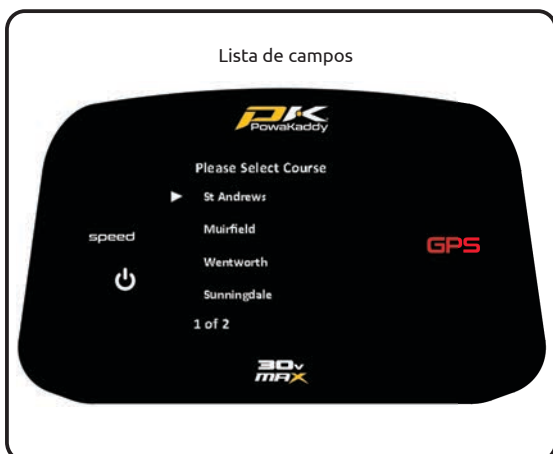 Lista de campos
PK
PowaKaddy
Please Select Course
St Andrews
speed
Muirfield
GPS
Wentworth
Sunningdale
1 of 2
30v
MAX